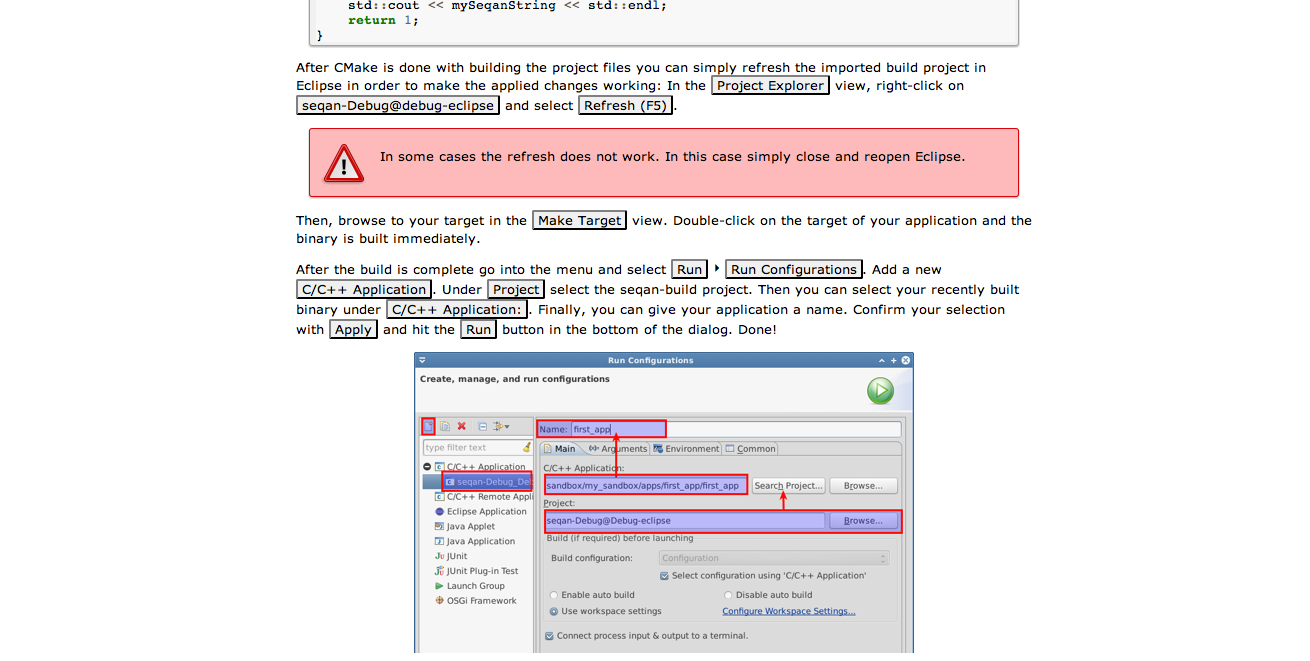 std::cout << mySeqanString << std::endl;
return 1;
}
After CMake is done with building the project files you can simply refresh the imported build project in
Eclipse in order to make the applied changes working: In the Project Explorer view, right-click on
seqan-Debug@debug-eclipse and select Refresh (F5).
In some cases the refresh does not work. In this case simply close and reopen Eclipse.
Then, browse to your target in the Make Target view. Double-click on the target of your application and the
binary is built immediately.
After the build is complete go into the menu and select Run ‣ Run Configurations. Add a new
C/C++ Application. Under Project select the seqan-build project. Then you can select your recently built
binary under C/C++ Application: . Finally, you can give your application a name. Confirm your selection
with Apply and hit the Run button in the bottom of the dialog. Done!
Run Configurations
Create, manage, and run configurations
Name: first_app
type filter text
Main Arguments Environment Common
C/C++ Application
C/C++ Application:
seqan-Debug_De
sandbox/my_sandbox/apps/first_app/first_app Search Project... Browse...
C/C++ Remote Appli
Project:
Eclipse Application
seqan-Debug@Debug-eclipse Browse...
Java Applet
Build (if required) before launching
Java Application
JUnit
Build configuration: Configuration
JUnit Plug-in Test
Select configuration using 'C/C++ Application'
Launch Group
Enable auto build Disable auto build
OSGi Framework
Use workspace settings Configure Workspace Settings...
Connect process input & output to a terminal.